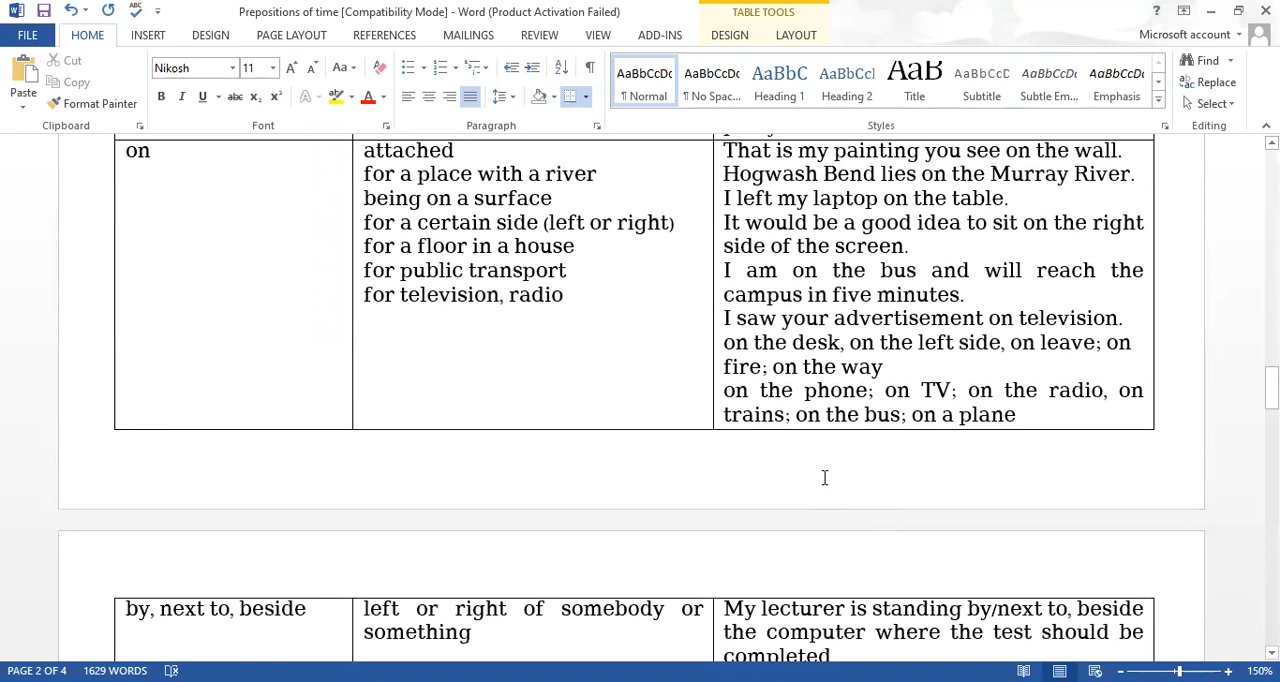 Prepositions of time [Compatibility Mode] - Word (Product Activation Failed)
TABLE TOOLS
FILE HOME INSERT DESIGN PAGE LAYOUT REFERENCES MAILINGS REVIEW VIEW ADD-INS DESIGN LAYOUT Microsoft account
Cut
Copy
Format Painter
Paste
Clipboard
Nikosh 11
Font
Paragraph
AaBbCcDc AaBbCcDc AaBbC AaBbCcl AaB AaBbCcD AaBbCcDc AaBbCcDc
¶ Normal ¶ No Spac... Heading 1 Heading 2 Title Subtitle Subtle Em... Emphasis
Styles
Find
Replace
Select
Editing
on
attached
for a place with a river
being on a surface
for a certain side (left or right)
for a floor in a house
for public transport
for television, radio
That is my painting you see on the wall.
Hogwash Bend lies on the Murray River.
I left my laptop on the table.
It would be a good idea to sit on the right
side of the screen.
I am on the bus and will reach the
campus in five minutes.
I saw your advertisement on television.
on the desk, on the left side, on leave; on
fire; on the way
on the phone; on TV; on the radio, on
trains; on the bus; on a plane
by, next to, beside
left or right of somebody or
something
My lecturer is standing by/next to, beside
the computer where the test should be
completed
PAGE 2 OF 4 1629 WORDS 150%